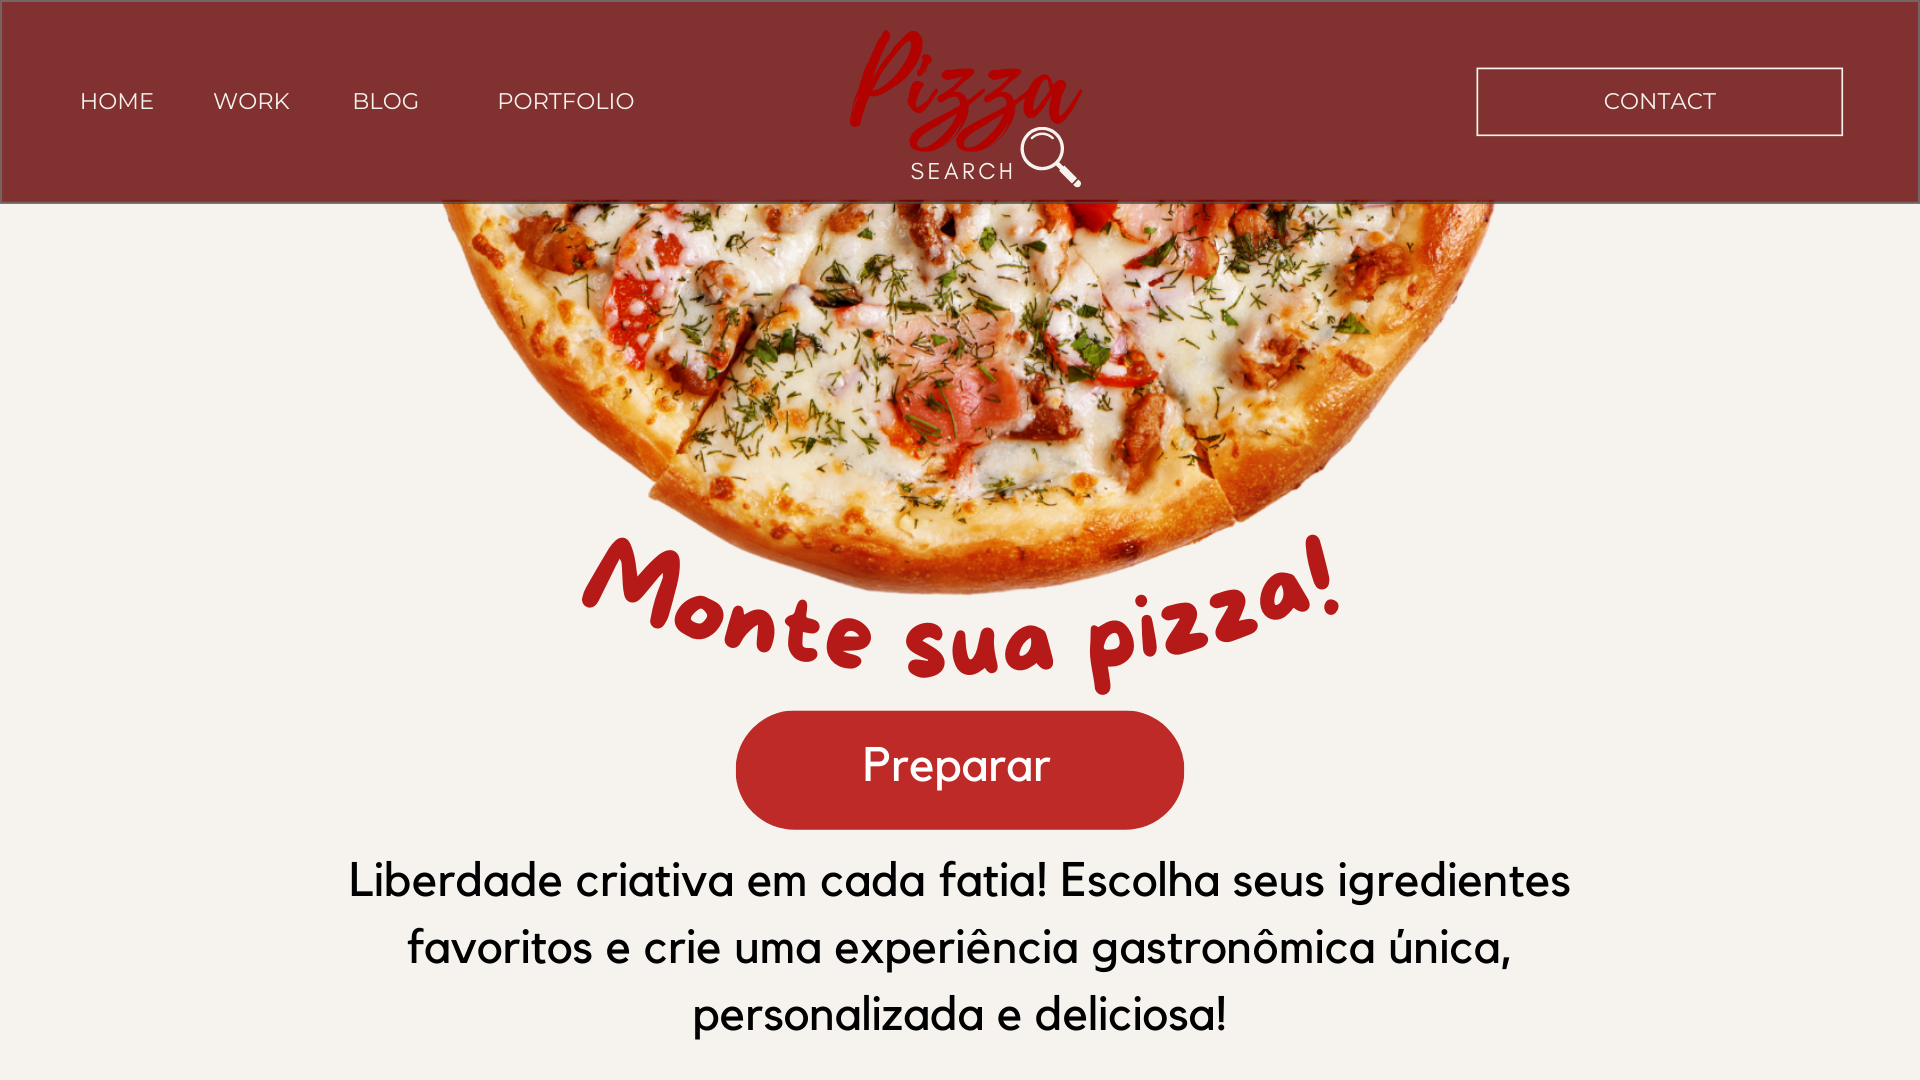 HOME WORK BLOG PORTFOLIO
Pizza
SEARCH
CONTACT
Monte sua pizza!
Preparar
Liberdade criativa em cada fatia! Escolha seus igredientes
favoritos e crie uma experiência gastronômica única,
personalizada e deliciosa!